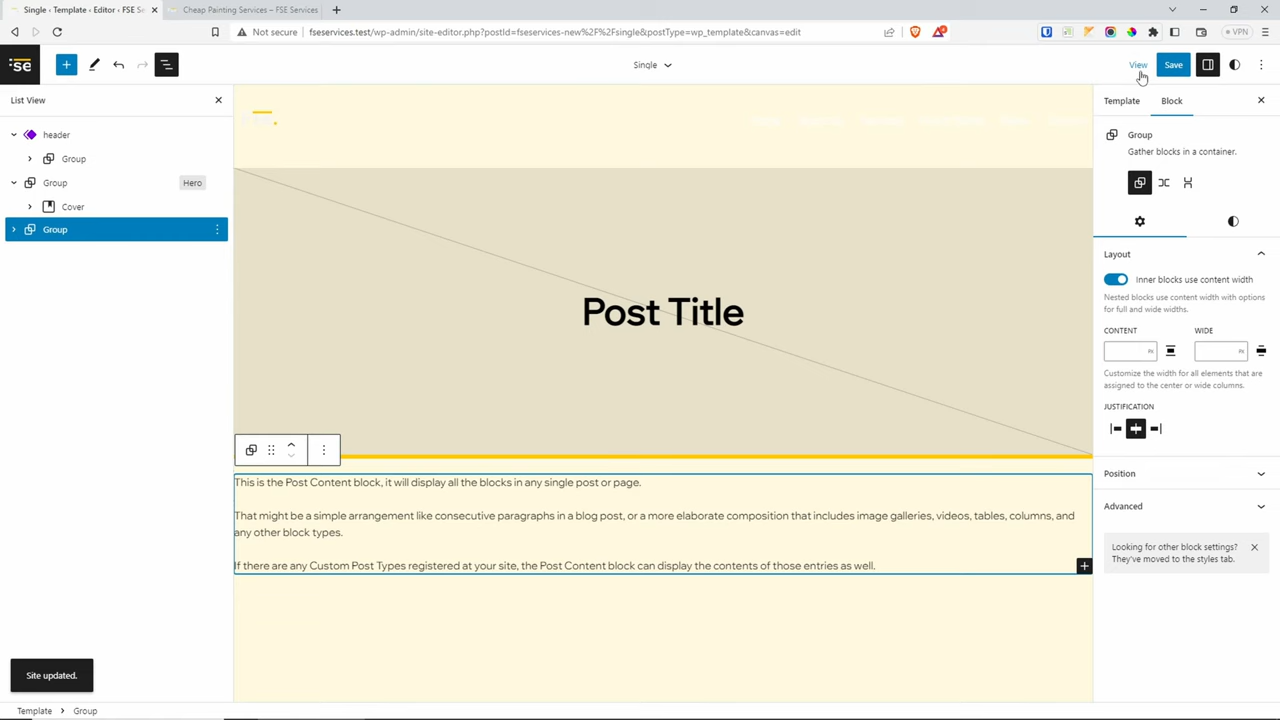 Single ‹ Template ‹ Editor ‹ FSE Se
Cheap Painting Services – FSE Services
Not secure
fseservices.test/wp-admin/site-editor.php?postId=fseservices-new%2F%2Fsingle&postType=wp_template&canvas=edit
VPN
Single
View
Save
List View
header
Group
Group
Hero
Cover
Group
Post Title
This is the Post Content block, it will display all the blocks in any single post or page.
That might be a simple arrangement like consecutive paragraphs in a blog post, or a more elaborate composition that includes image galleries, videos, tables, columns, and
any other block types.
If there are any Custom Post Types registered at your site, the Post Content block can display the contents of those entries as well.
Template
Block
Group
Gather blocks in a container.
Layout
Inner blocks use content width
Nested blocks use content width with options
for full and wide widths.
CONTENT
WIDE
PX
PX
Customize the width for all elements that are
assigned to the center or wide columns.
JUSTIFICATION
Position
Advanced
Looking for other block settings?
They've moved to the styles tab.
Site updated.
Template > Group